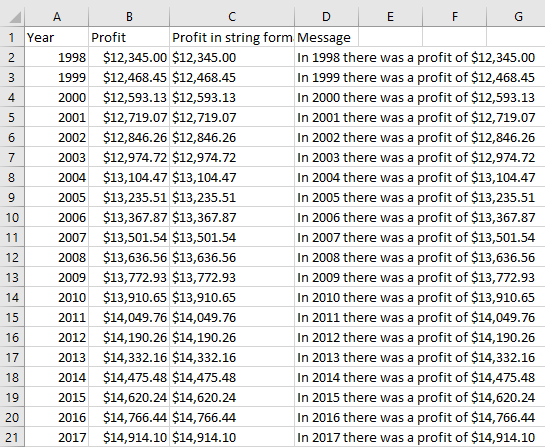 A B C D E F G
1 Year Profit Profit in string form Message
2 1998 $12,345.00 $12,345.00 In 1998 there was a profit of $12,345.00
3 1999 $12,468.45 $12,468.45 In 1999 there was a profit of $12,468.45
4 2000 $12,593.13 $12,593.13 In 2000 there was a profit of $12,593.13
5 2001 $12,719.07 $12,719.07 In 2001 there was a profit of $12,719.07
6 2002 $12,846.26 $12,846.26 In 2002 there was a profit of $12,846.26
7 2003 $12,974.72 $12,974.72 In 2003 there was a profit of $12,974.72
8 2004 $13,104.47 $13,104.47 In 2004 there was a profit of $13,104.47
9 2005 $13,235.51 $13,235.51 In 2005 there was a profit of $13,235.51
10 2006 $13,367.87 $13,367.87 In 2006 there was a profit of $13,367.87
11 2007 $13,501.54 $13,501.54 In 2007 there was a profit of $13,501.54
12 2008 $13,636.56 $13,636.56 In 2008 there was a profit of $13,636.56
13 2009 $13,772.93 $13,772.93 In 2009 there was a profit of $13,772.93
14 2010 $13,910.65 $13,910.65 In 2010 there was a profit of $13,910.65
15 2011 $14,049.76 $14,049.76 In 2011 there was a profit of $14,049.76
16 2012 $14,190.26 $14,190.26 In 2012 there was a profit of $14,190.26
17 2013 $14,332.16 $14,332.16 In 2013 there was a profit of $14,332.16
18 2014 $14,475.48 $14,475.48 In 2014 there was a profit of $14,475.48
19 2015 $14,620.24 $14,620.24 In 2015 there was a profit of $14,620.24
20 2016 $14,766.44 $14,766.44 In 2016 there was a profit of $14,766.44
21 2017 $14,914.10 $14,914.10 In 2017 there was a profit of $14,914.10